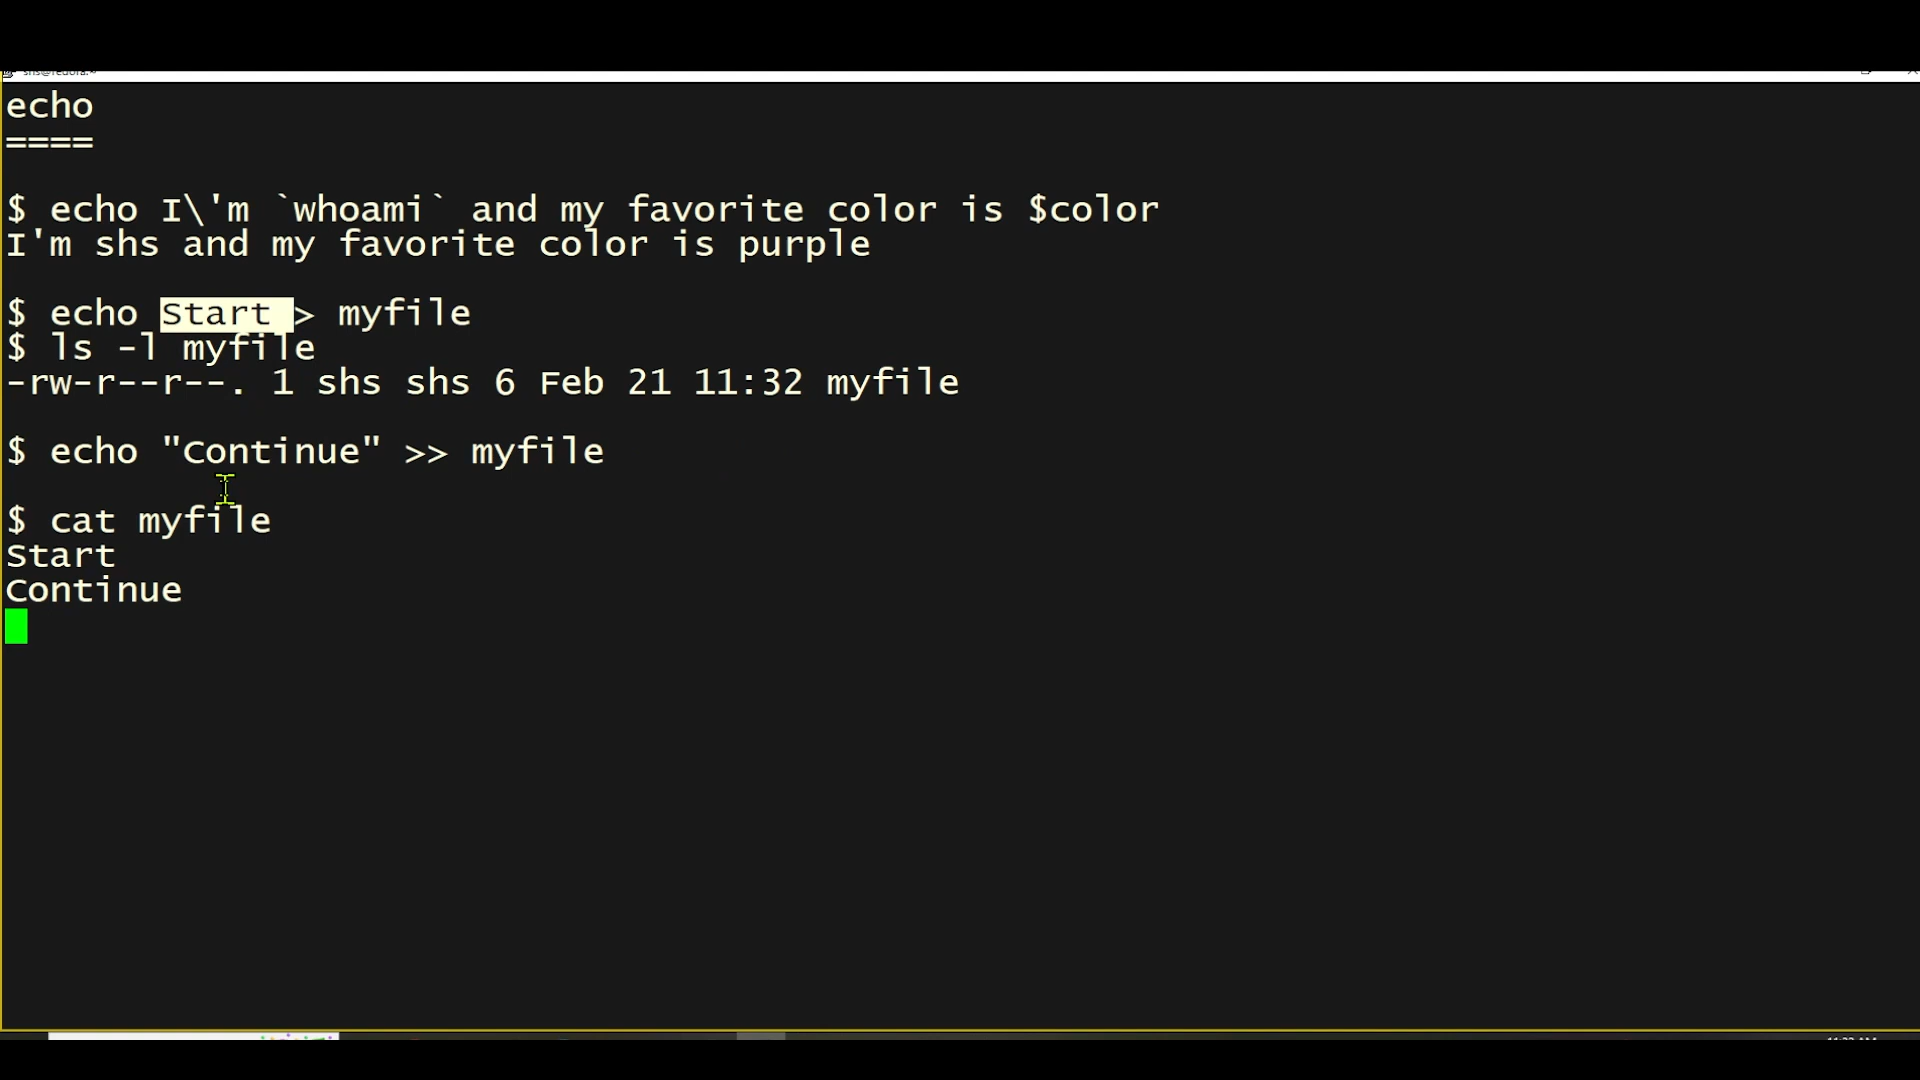 shs@fedora:~
echo
====
$ echo I\'m `whoami` and my favorite color is $color
I'm shs and my favorite color is purple
$ echo Start > myfile
$ ls -l myfile
-rw-r--r--. 1 shs shs 6 Feb 21 11:32 myfile
$ echo "Continue" >> myfile
$ cat myfile
Start
Continue